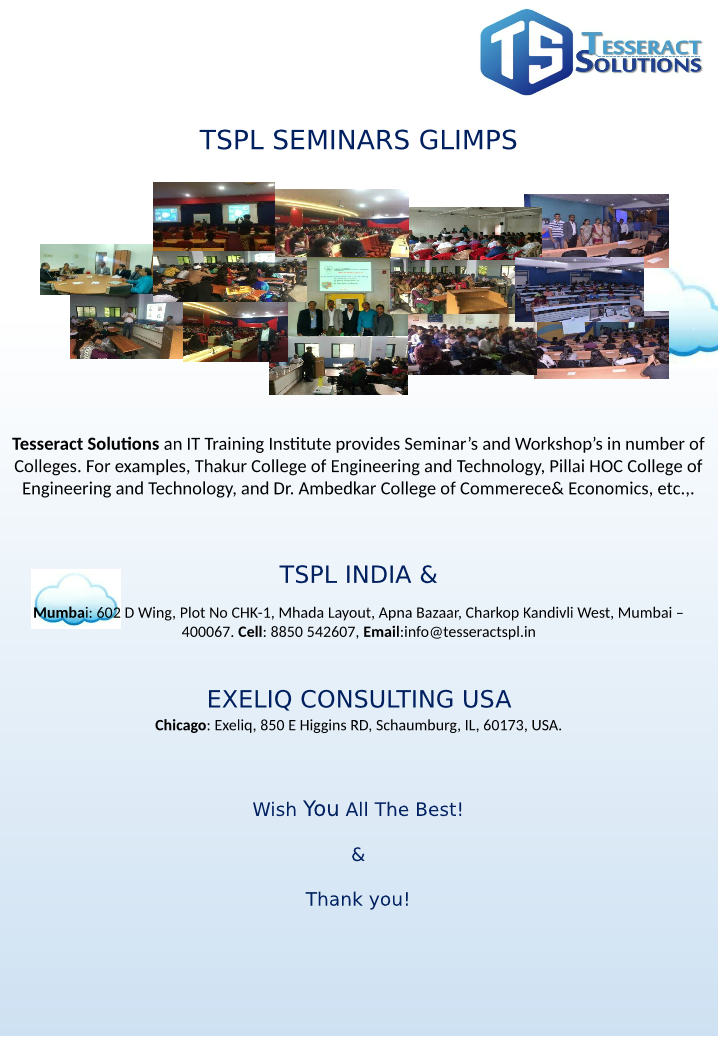 TS TESSERACT
SOLUTIONS
TSPL SEMINARS GLIMPS
Tesseract Solutions an IT Training Institute provides Seminar’s and Workshop’s in number of
Colleges. For examples, Thakur College of Engineering and Technology, Pillai HOC College of
Engineering and Technology, and Dr. Ambedkar College of Commerece& Economics, etc.,.
TSPL INDIA &
Mumbai: 602 D Wing, Plot No CHK-1, Mhada Layout, Apna Bazaar, Charkop Kandivli West, Mumbai –
400067. Cell: 8850 542607, Email:info@tesseractspl.in
EXELIQ CONSULTING USA
Chicago: Exeliq, 850 E Higgins RD, Schaumburg, IL, 60173, USA.
Wish You All The Best!
&
Thank you!